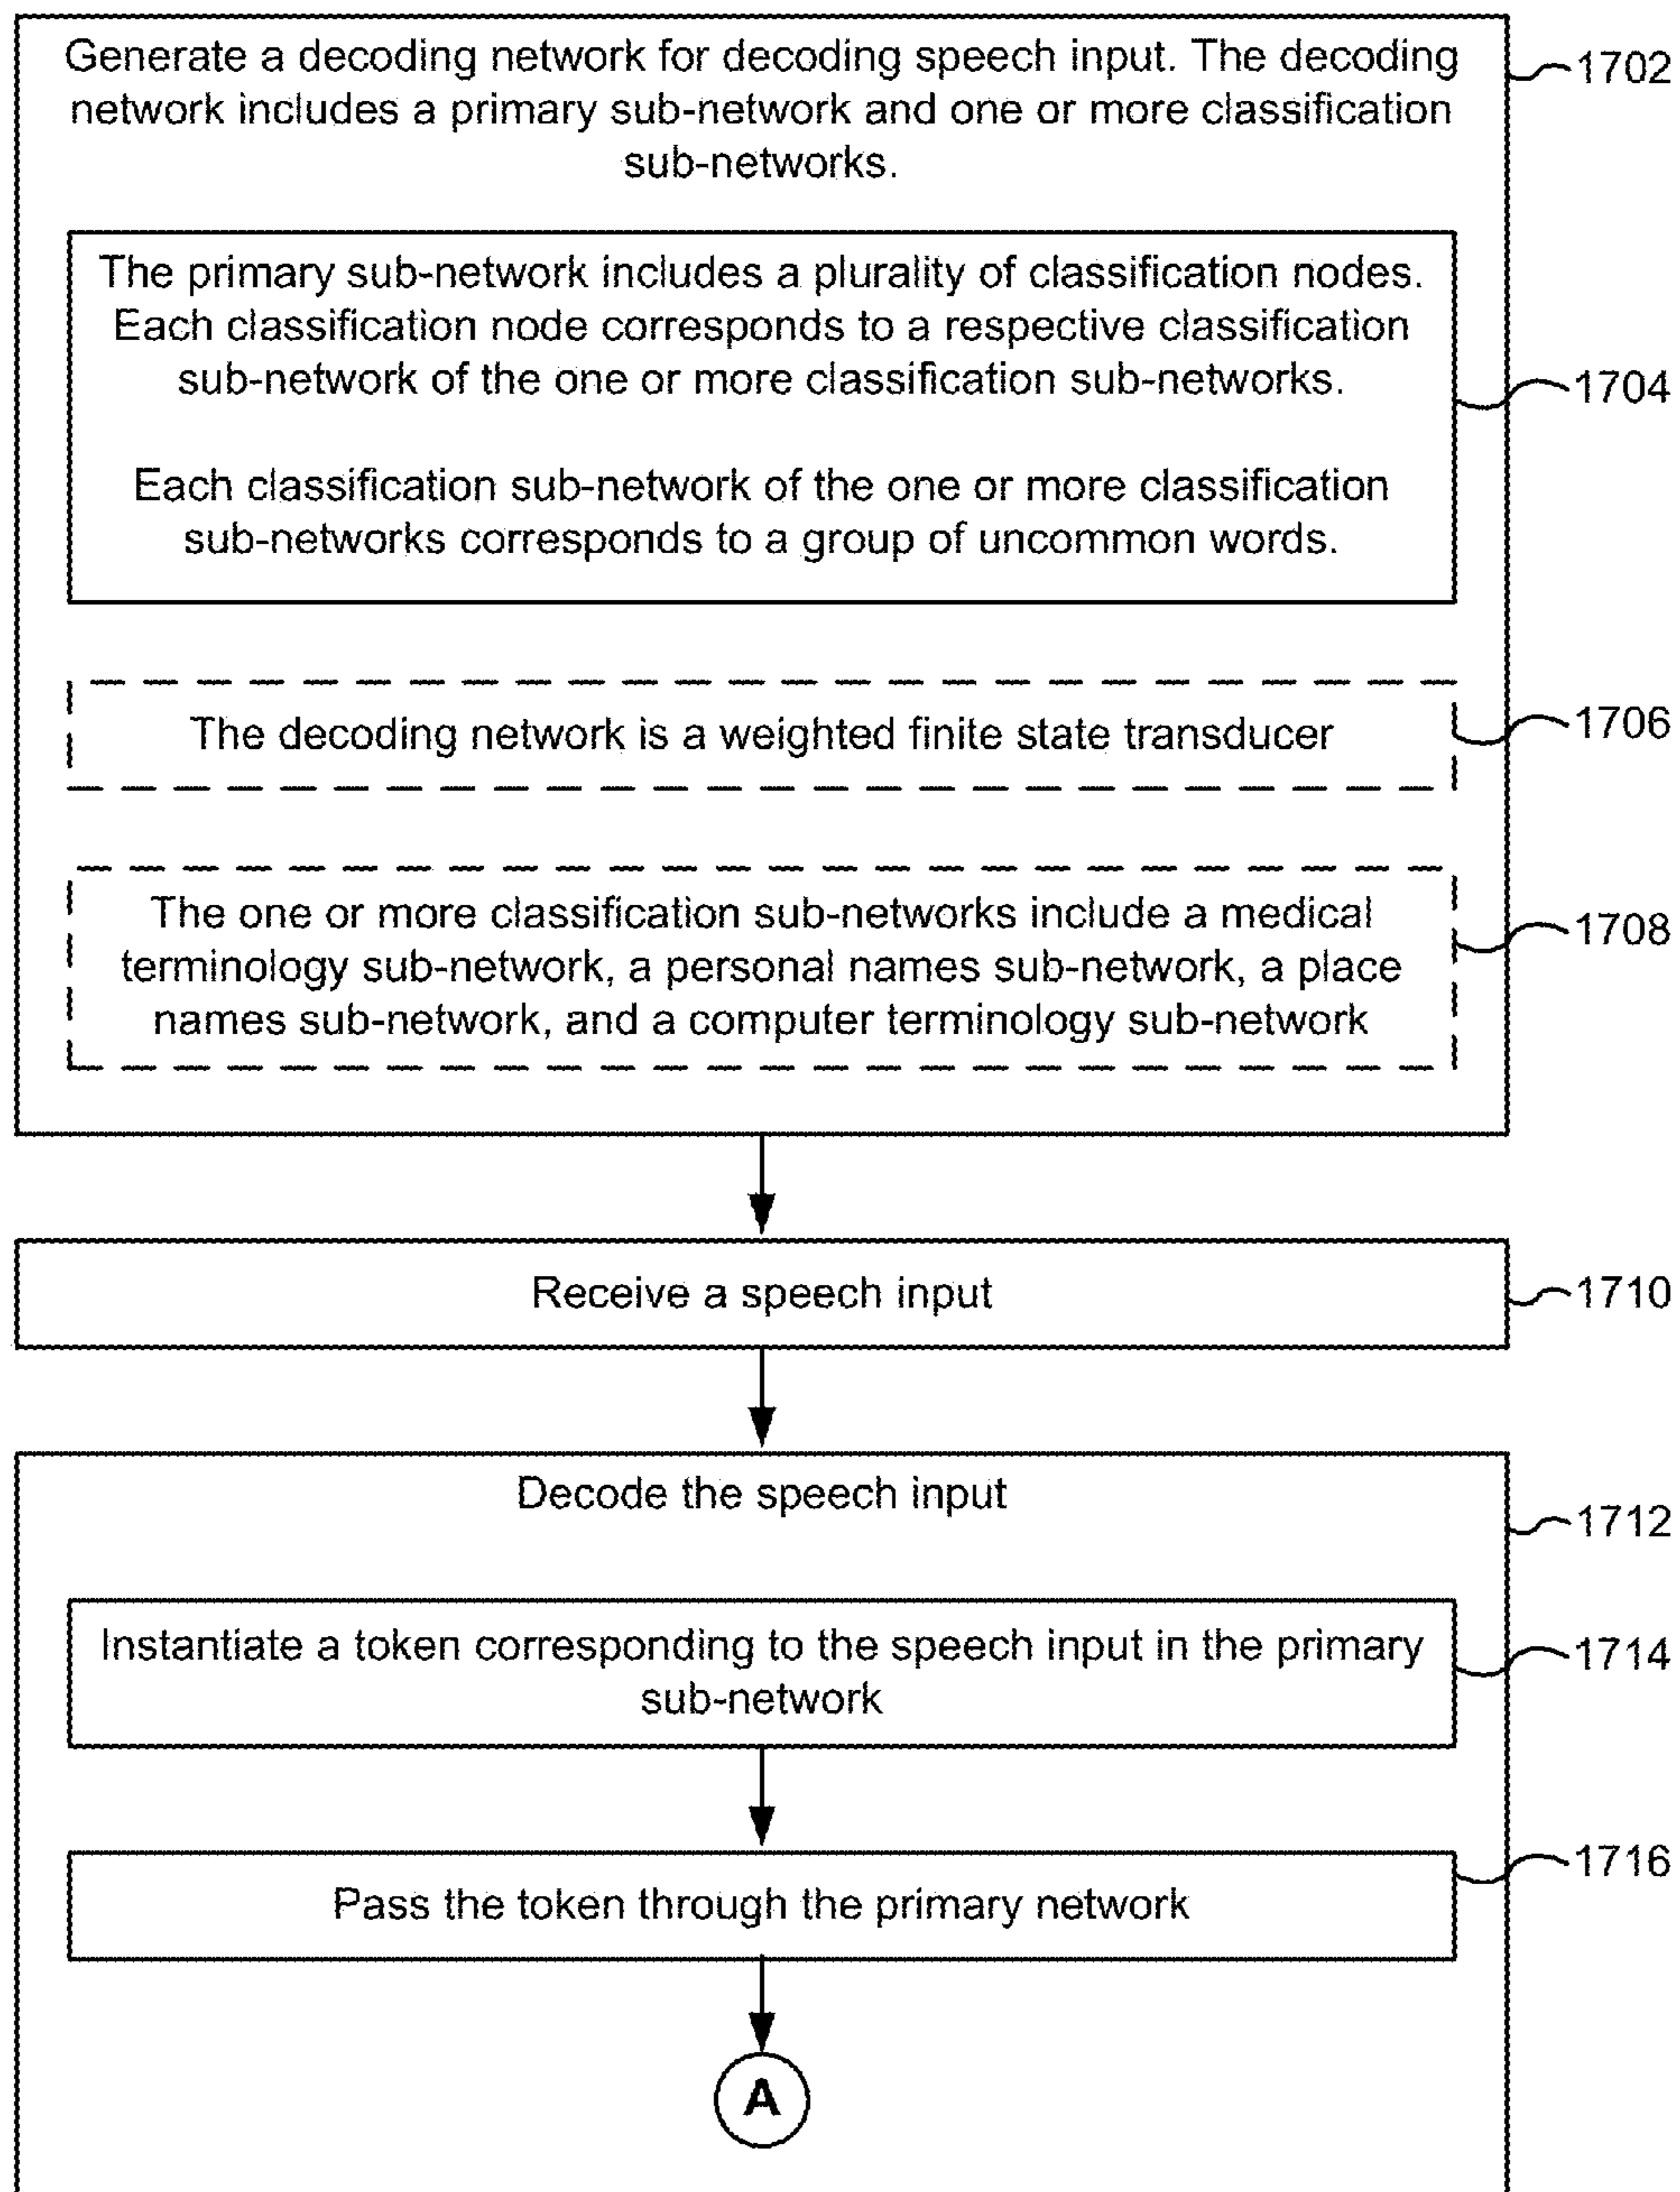 Generate a decoding network for decoding speech input. The decoding
network includes a primary sub-network and one or more classification
sub-networks.
1702
The primary sub-network includes a plurality of classification nodes.
Each classification node corresponds to a respective classification
sub-network of the one or more classification sub-networks.
1704
Each classification sub-network of the one or more classification
sub-networks corresponds to a group of uncommon words.
The decoding network is a weighted finite state transducer
1706
The one or more classification sub-networks include a medical
terminology sub-network, a personal names sub-network, a place
names sub-network, and a computer terminology sub-network
1708
Receive a speech input
1710
Decode the speech input
1712
Instantiate a token corresponding to the speech input in the primary
sub-network
1714
Pass the token through the primary network
1716
A